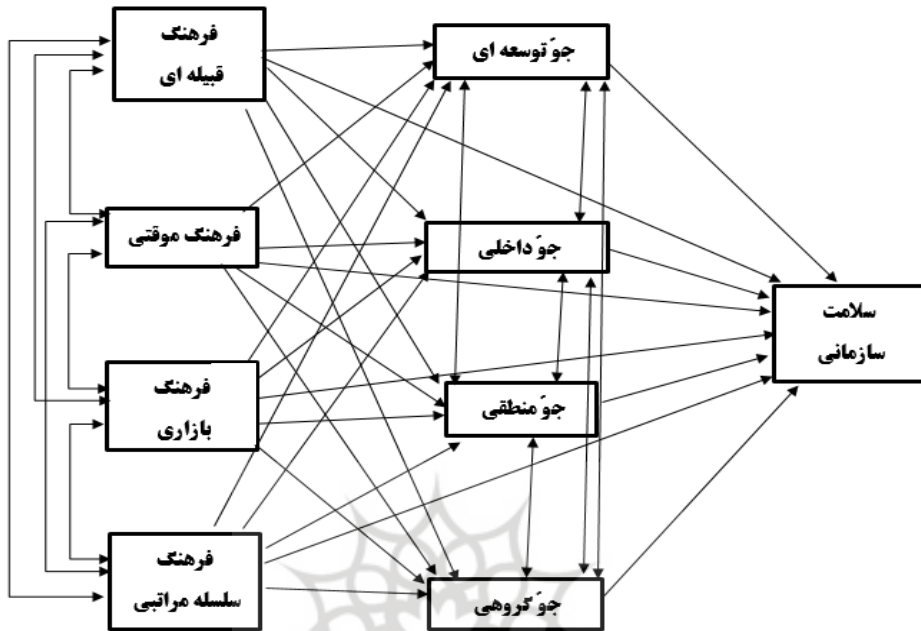 فرهنگ
قبیله ای
جوّ توسعه ای
فرهنگ موقتی
جوّ داخلی
سلامت
سازمانی
فرهنگ
بازاری
جوّ منطقی
فرهنگ
سلسله مراتبی
جوّ گروهی